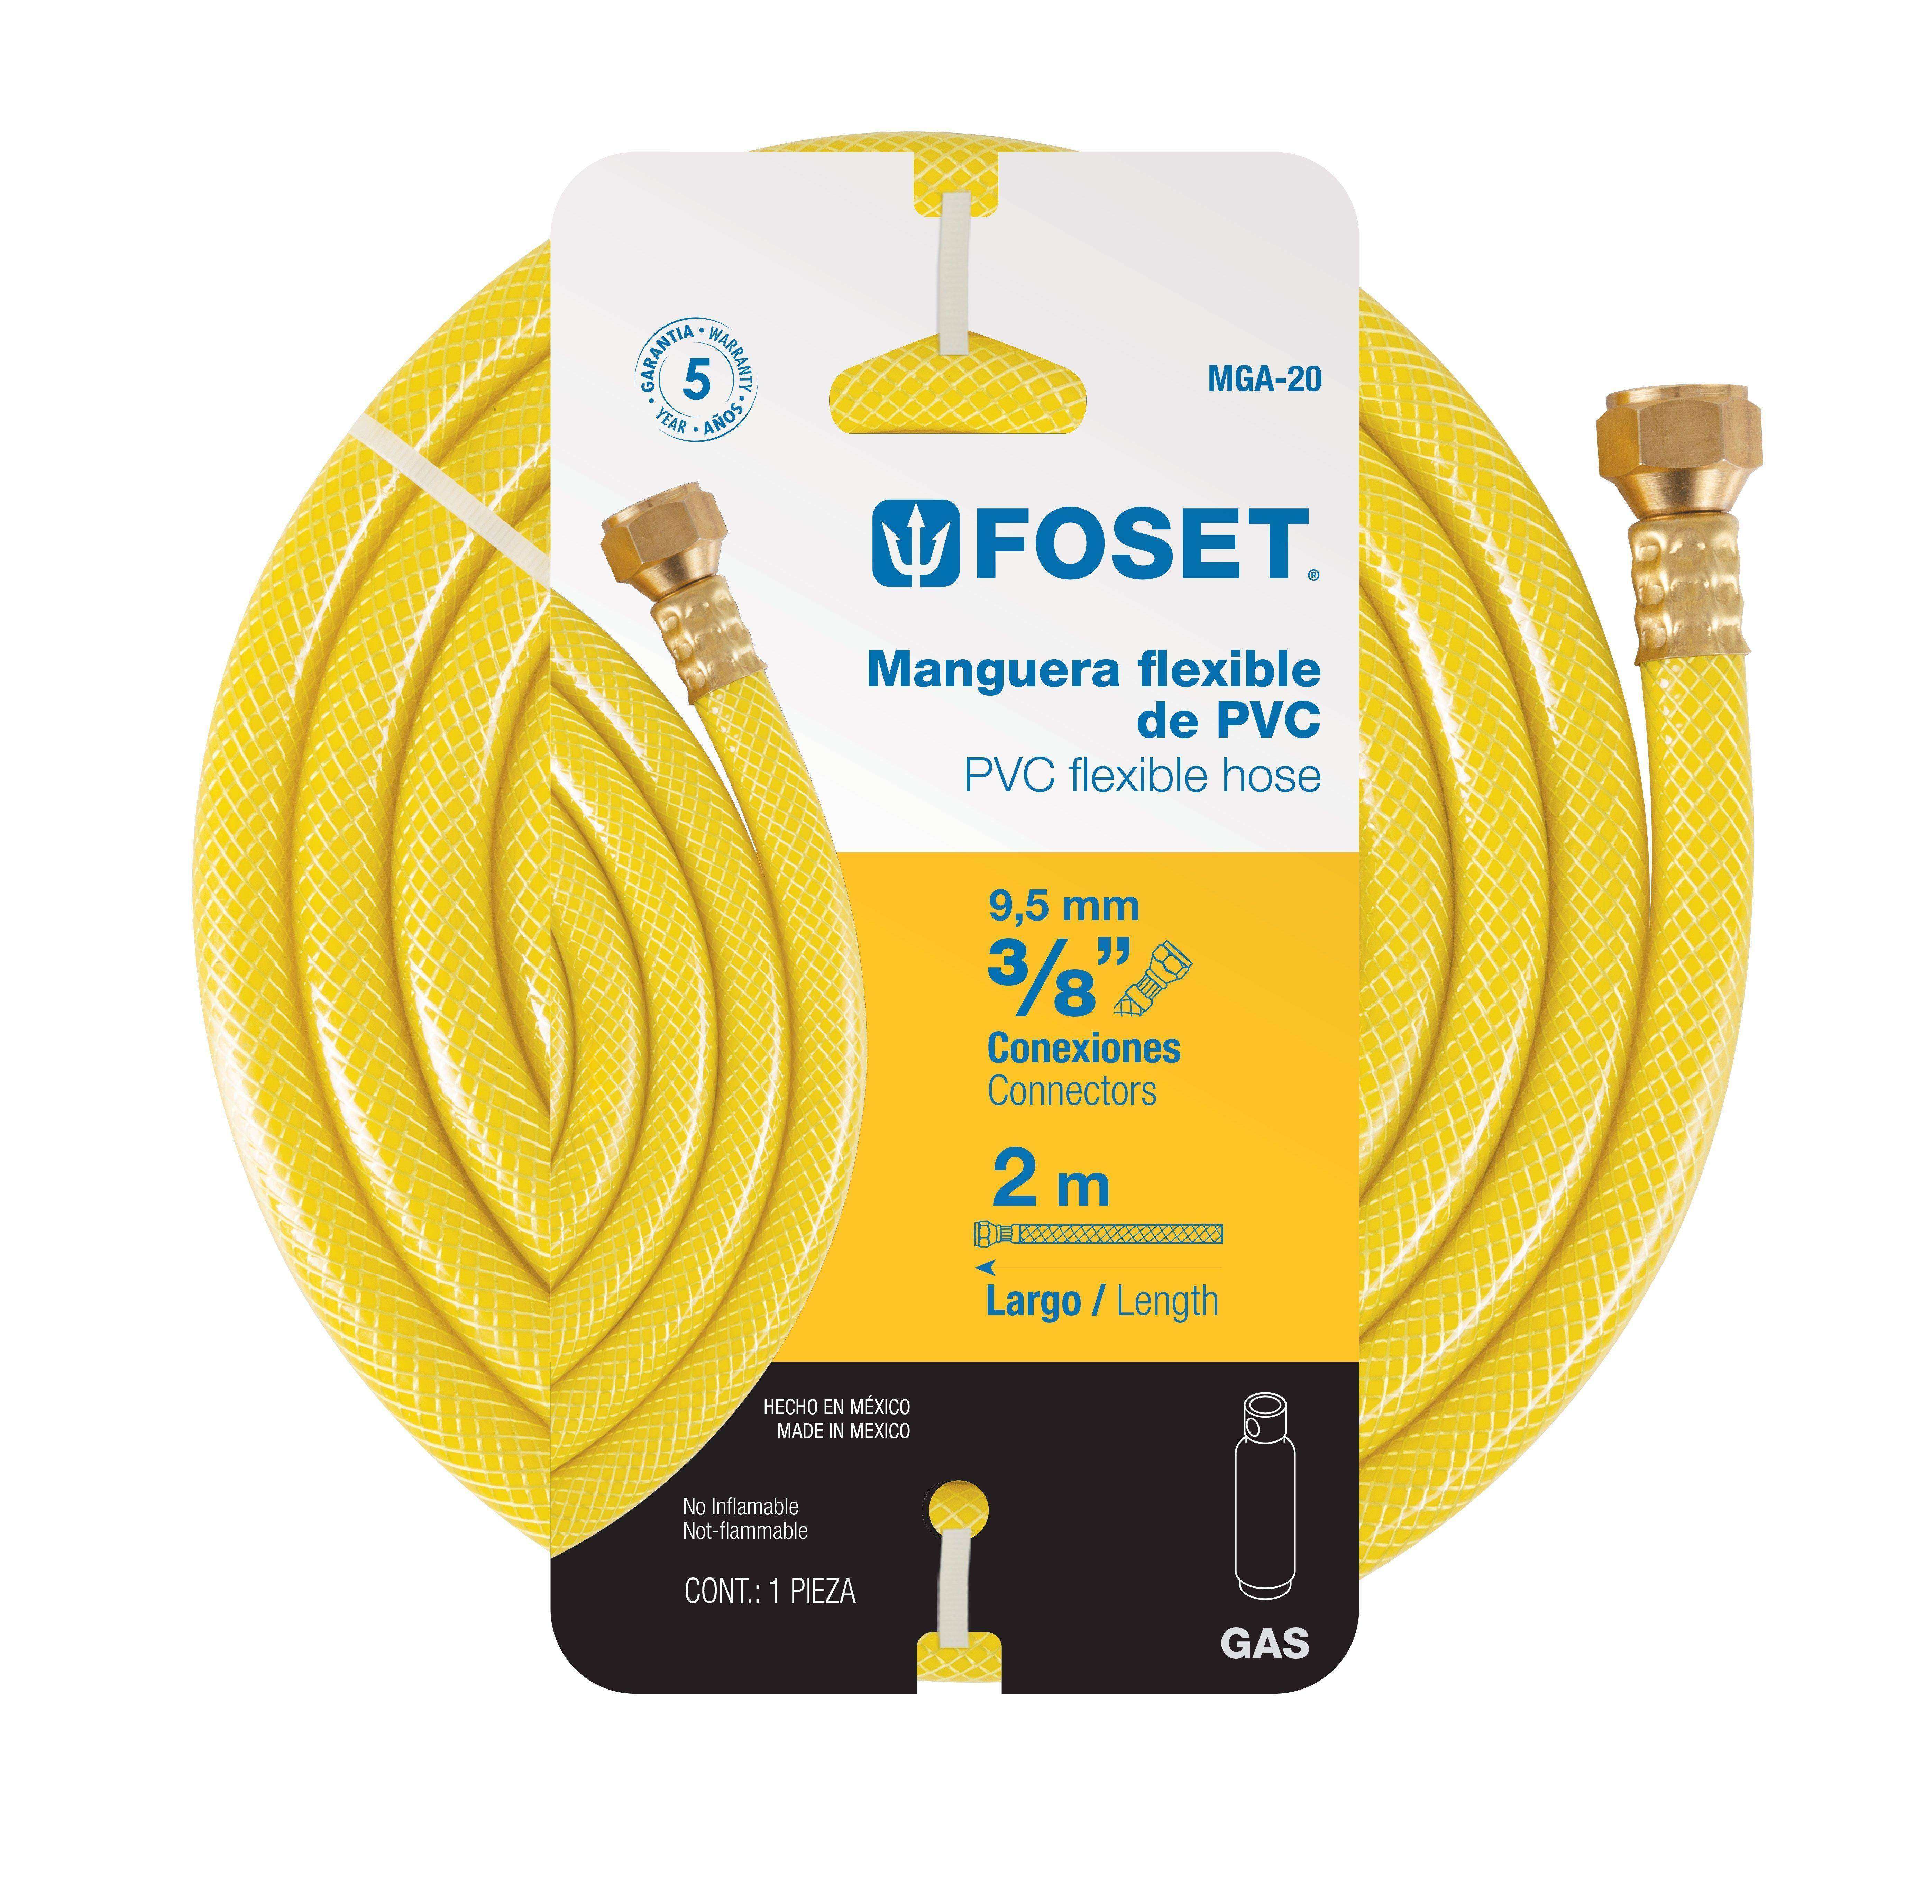 GARANTIA • WARRANTY
5
YEAR • AÑOS
MGA-20
FOSET®
Manguera flexible
de PVC
PVC flexible hose
9,5 mm
3/8”
Conexiones
Connectors
2 m
Largo / Length
HECHO EN MÉXICO
MADE IN MEXICO
No Inflamable
Not-flammable
CONT.: 1 PIEZA
GAS